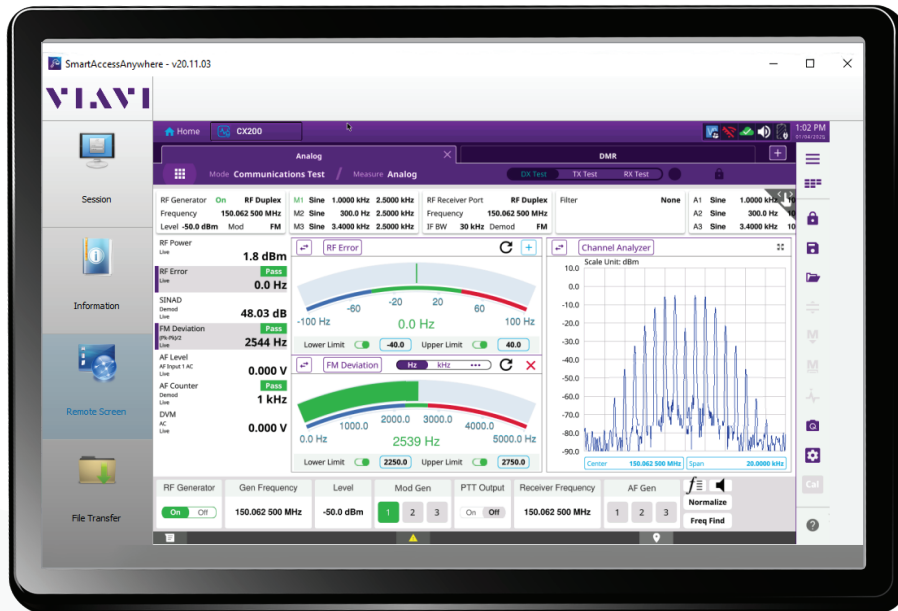 SmartAccessAnywhere - v20.11.03
VIAVI
Session
Information
Remote Screen
File Transfer
Home
CX200
1:02 PM
01/04/2026
Analog
DMR
Mode Communications Test / Measure Analog
DX Test TX Test RX Test
RF Generator On RF Duplex
Frequency 150.062 500 MHz
Level -50.0 dBm Mod FM
M1 Sine 1.0000 kHz 2.5000 kHz
M2 Sine 300.0 Hz 2.5000 kHz
M3 Sine 3.4000 kHz 2.5000 kHz
RF Receiver Port RF Duplex
Frequency 150.062 500 MHz
IF BW 30 kHz Demod FM
Filter None
A1 Sine 1.0000 kHz 10
A2 Sine 300.0 Hz 10
A3 Sine 3.4000 kHz 10
RF Power
Live
1.8 dBm
RF Error Pass
Live
0.0 Hz
SINAD
Demod
Live
48.03 dB
FM Deviation Pass
(Pk-Pk)/2
Live
2544 Hz
AF Level
AF Input 1 AC
Live
0.000 V
AF Counter Pass
Demod
Live
1 kHz
DVM
AC
Live
0.000 V
RF Error
-100 Hz -60 -20 20 60 100 Hz
0.0 Hz
Lower Limit -40.0 Upper Limit 40.0
FM Deviation Hz kHz •••
0.0 Hz 1000.0 2000.0 3000.0 4000.0 5000.0 Hz
2539 Hz
Lower Limit 2250.0 Upper Limit 2750.0
Channel Analyzer
Scale Unit: dBm
10.0
0.0
-10.0
-20.0
-30.0
-40.0
-50.0
-60.0
-70.0
-80.0
-90.0
Center 150.062 500 MHz Span 20.0000 kHz
M
M
Cal
RF Generator
On Off
Gen Frequency
150.062 500 MHz
Level
-50.0 dBm
Mod Gen
1 2 3
PTT Output
On Off
Receiver Frequency
150.062 500 MHz
AF Gen
1 2 3
Normalize
Freq Find